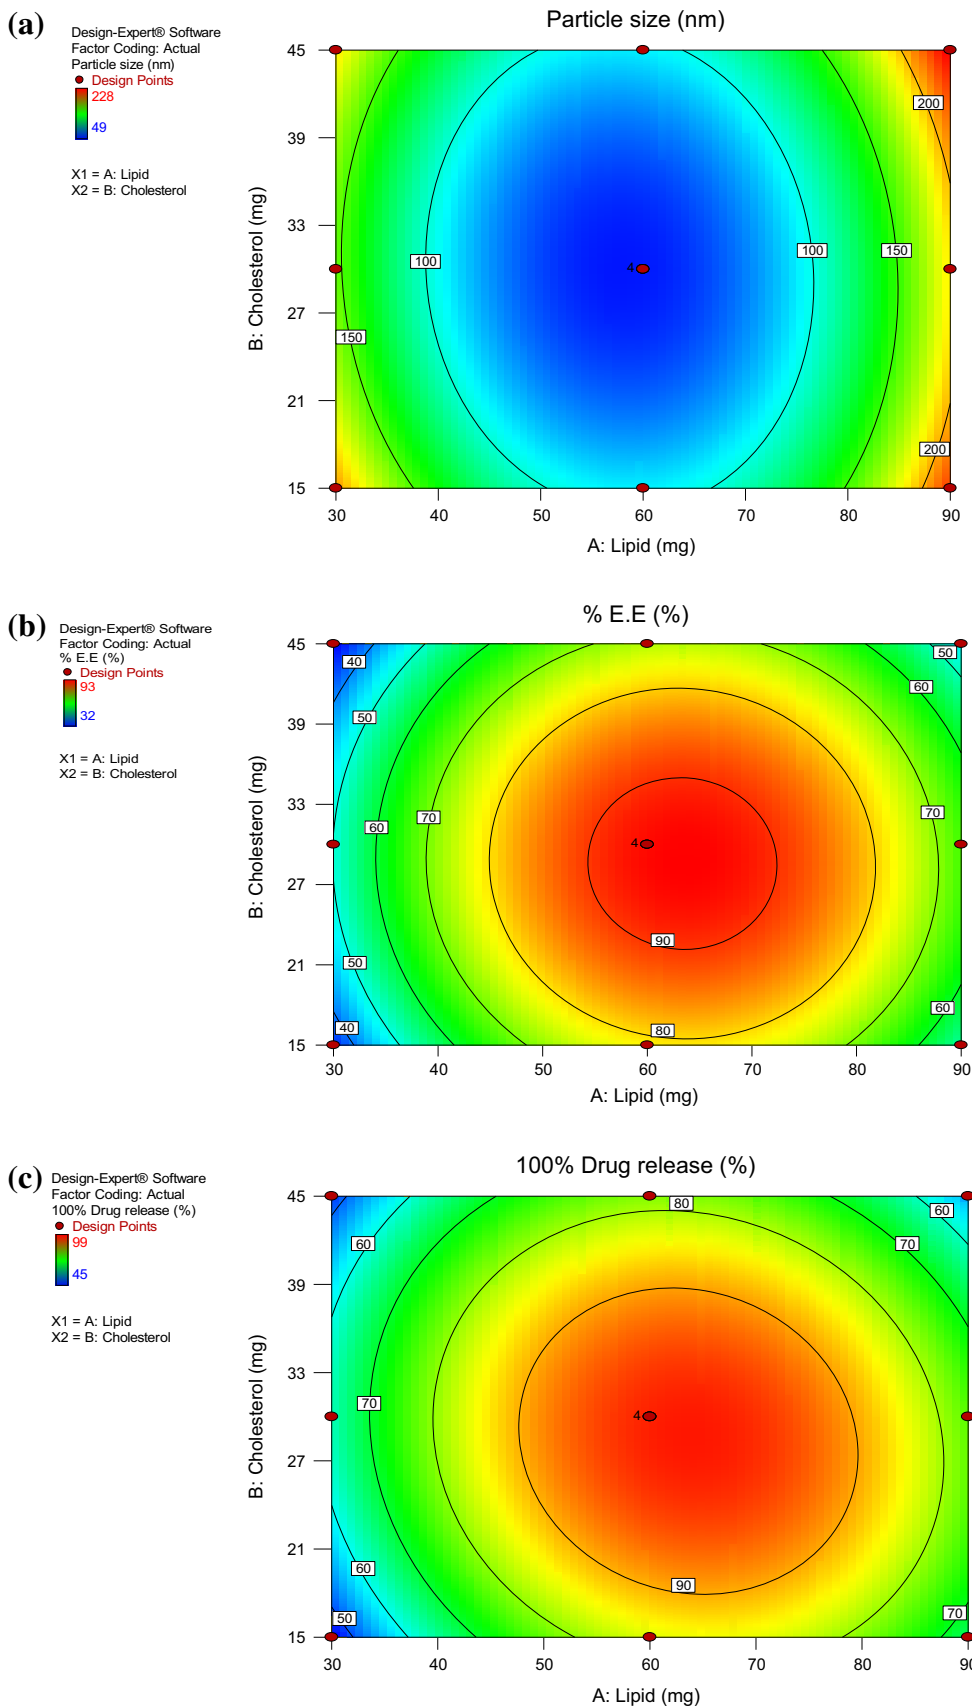 (a)
Design-Expert® Software
Factor Coding: Actual
Particle size (nm)
Design Points
228
49
X1 = A: Lipid
X2 = B: Cholesterol
Particle size (nm)
B: Cholesterol (mg)
45
39
33
27
21
15
200
100
100
150
150
200
4
30
40
50
60
70
80
90
A: Lipid (mg)
(b)
Design-Expert® Software
Factor Coding: Actual
% E.E (%)
Design Points
93
32
X1 = A: Lipid
X2 = B: Cholesterol
% E.E (%)
B: Cholesterol (mg)
45
39
33
27
21
15
40
50
50
60
60
70
70
4
90
50
60
40
80
30
40
50
60
70
80
90
A: Lipid (mg)
(c)
Design-Expert® Software
Factor Coding: Actual
100% Drug release (%)
Design Points
99
45
X1 = A: Lipid
X2 = B: Cholesterol
100% Drug release (%)
B: Cholesterol (mg)
45
39
33
27
21
15
80
60
60
70
70
4
60
90
50
70
30
40
50
60
70
80
90
A: Lipid (mg)